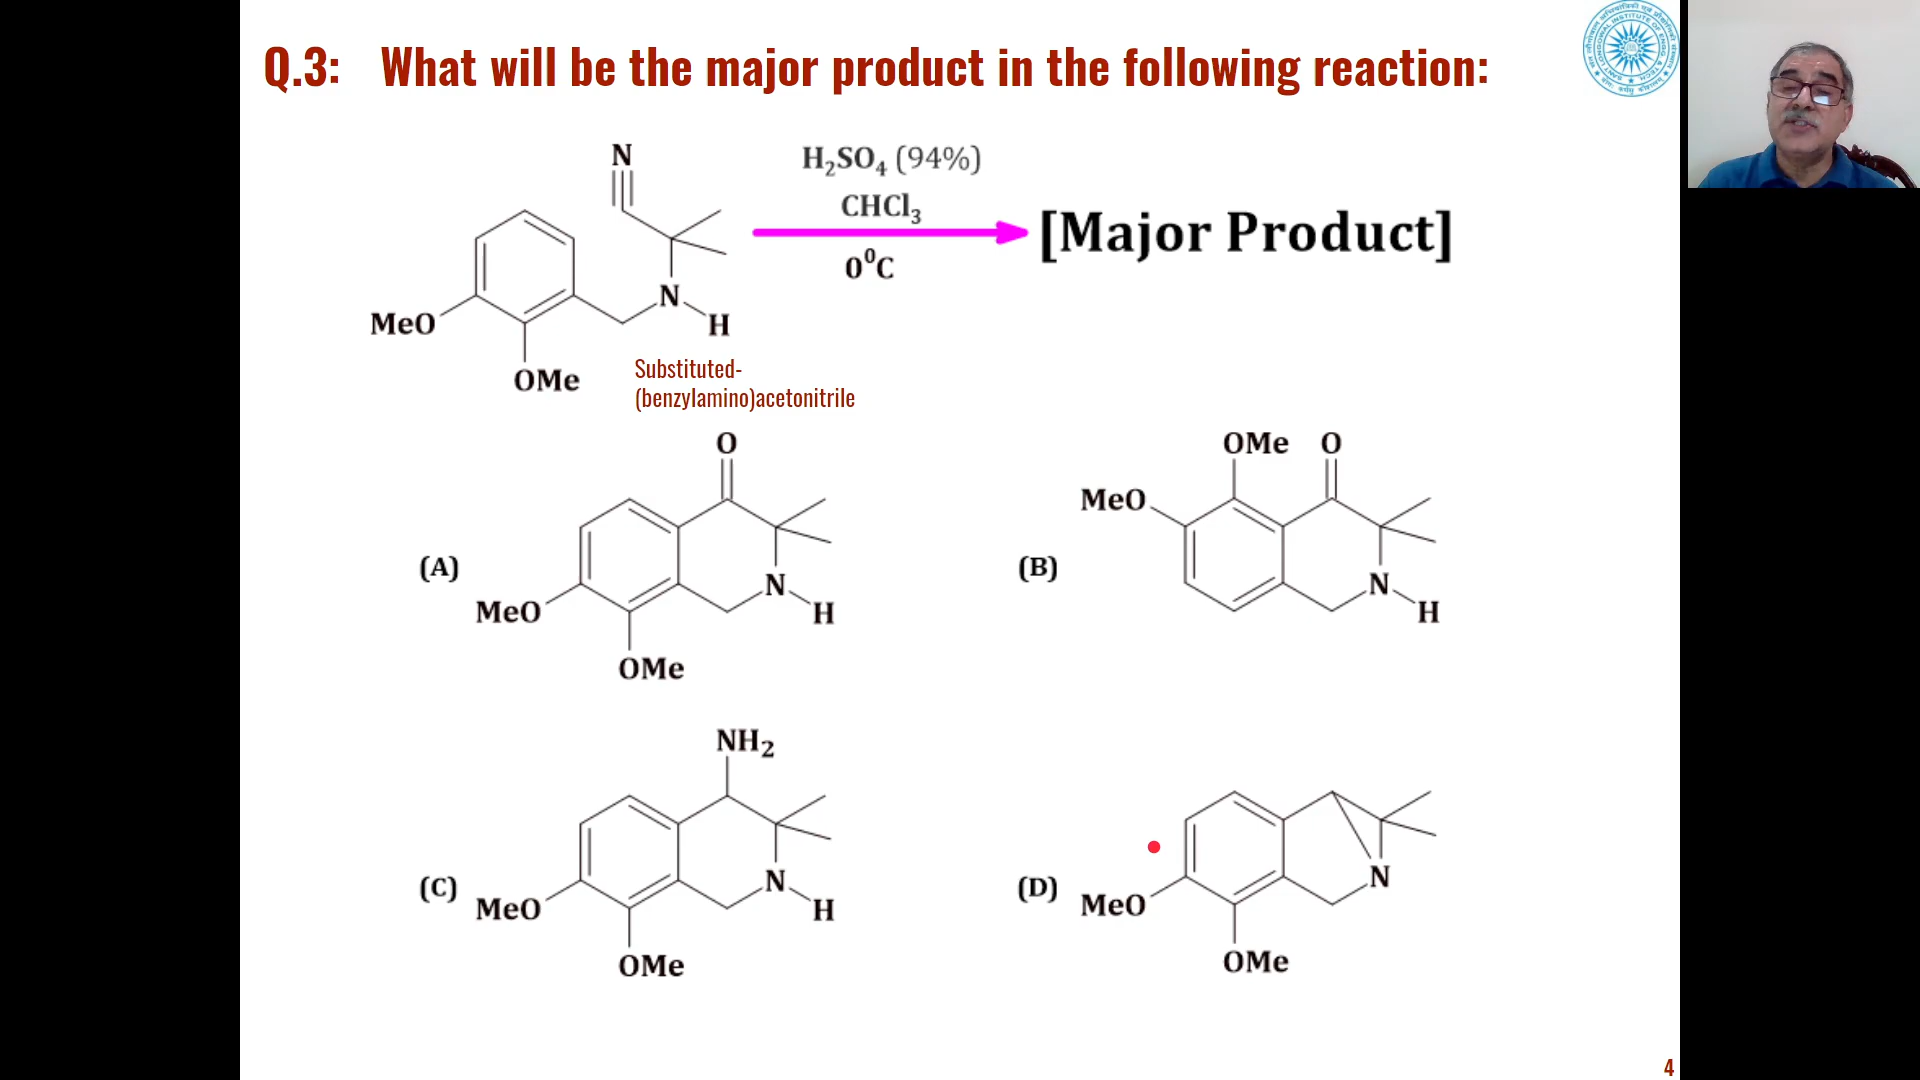 Q.3: What will be the major product in the following reaction:
N
H₂SO₄ (94%)
CHCl₃
0⁰C
[Major Product]
N
H
MeO
OMe
Substituted-
(benzylamino)acetonitrile
O
(A)
MeO
OMe
N
H
OMe O
MeO
(B)
N
H
NH₂
(C)
MeO
OMe
N
H
(D)
MeO
OMe
N
4